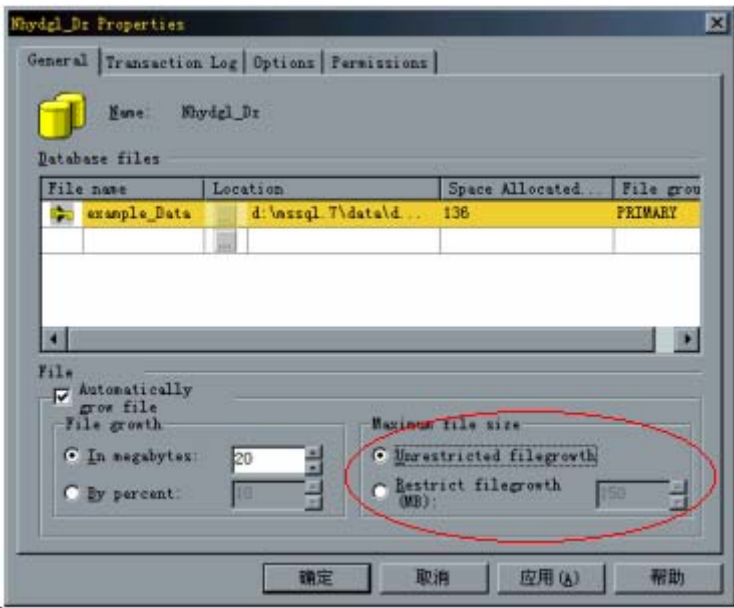 Nhydgl_Dz Properties
General Transaction Log Options Permissions
Name: Nhydgl_Dz
Database files
File name Location Space Allocated... File grou
example_Data ... d:\mssql.7\data\d... 136 PRIMARY
...
File
Automatically grow file
File growth
In megabytes: 20
By percent: 10
Maximum file size
Unrestricted filegrowth
Restrict filegrowth (MB): 150
确定 取消 应用(A) 帮助